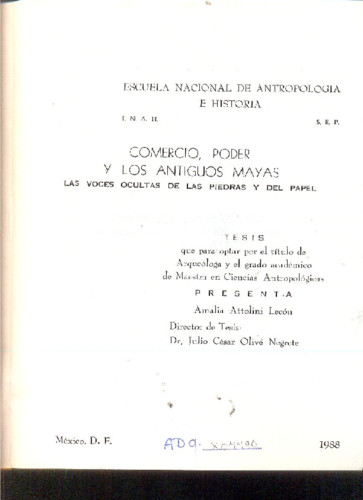 ESCUELA NACIONAL DE ANTROPOLOGIA
E HISTORIA
I. N. A. H. S. E. P.
COMERCIO, PODER
Y LOS ANTIGUOS MAYAS
LAS VOCES OCULTAS DE LAS PIEDRAS Y DEL PAPEL
TESIS
que para optar por el título de
Arqueóloga y el grado académico
de Maestra en Ciencias Antropológicas
PRESENTA
Amalia Attolini Lecón
Director de Tesis:
Dr. Julio César Olivé Negrete
México, D. F. 1988